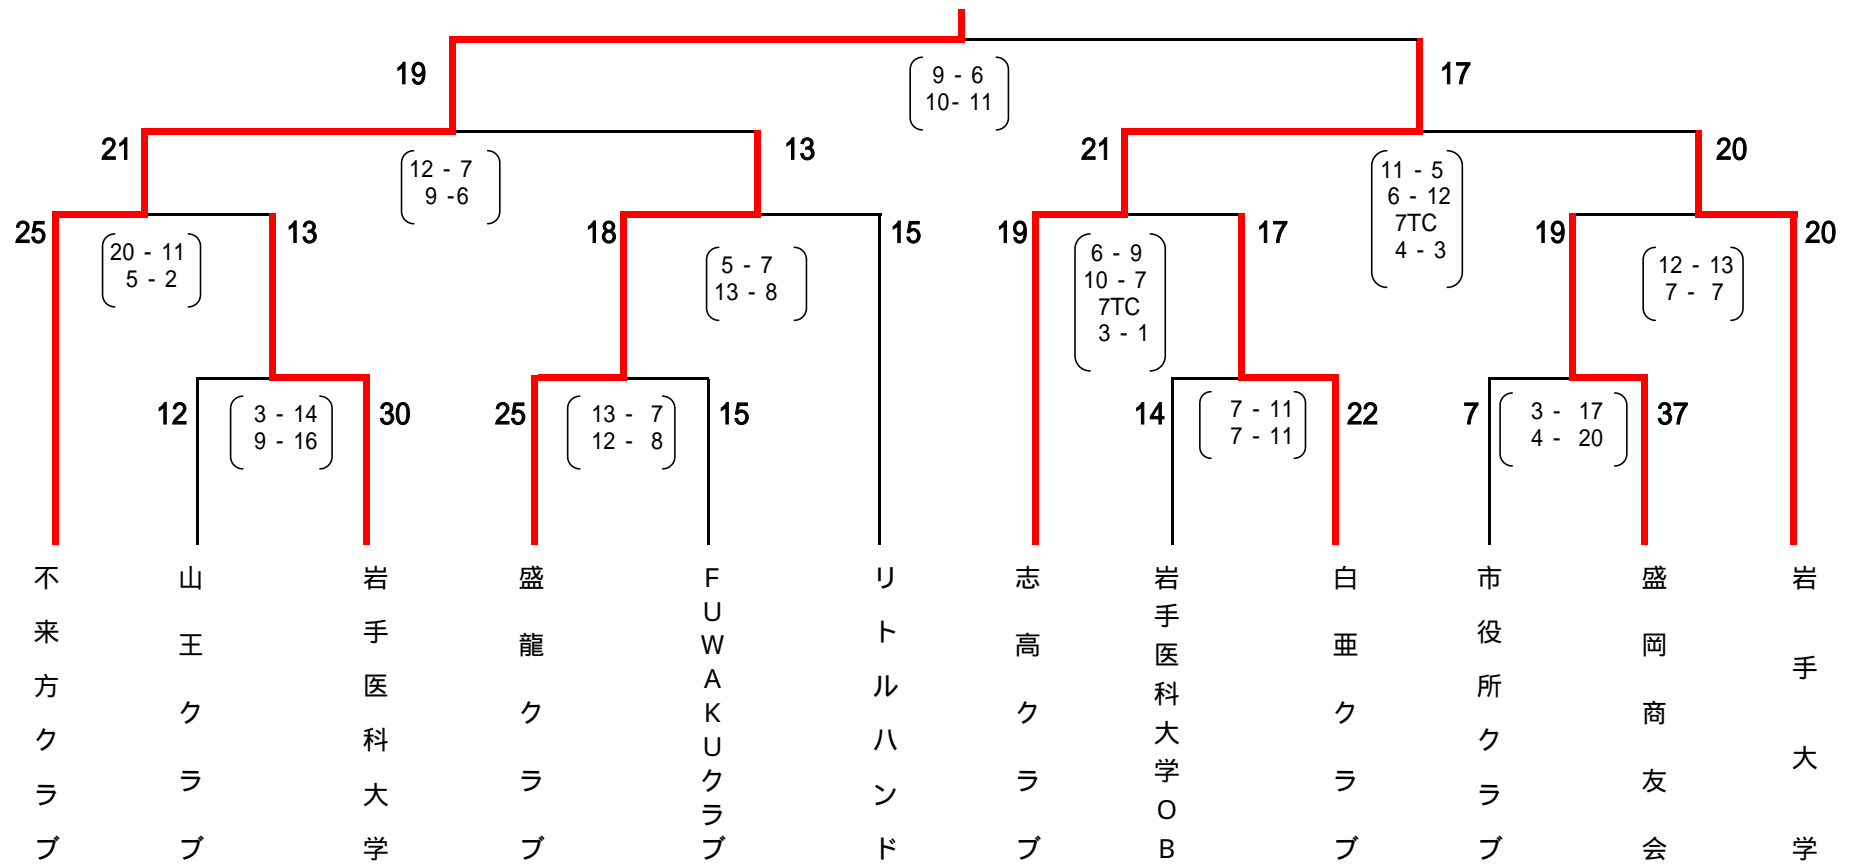 19
9 - 6
10- 11
17
21
12 - 7
9 -6
13
21
11 - 5
6 - 12
7TC
4 - 3
20
25
20 - 11
5 - 2
13
18
5 - 7
13 - 8
15
19
6 - 9
10 - 7
7TC
3 - 1
17
19
12 - 13
7 - 7
20
12
3 - 14
9 - 16
30
25
13 - 7
12 - 8
15
14
7 - 11
7 - 11
22
7
3 - 17
4 - 20
37
不来方クラブ
山王クラブ
岩手医科大学
盛龍クラブ
FUWAKUクラブ
リトルハンド
志高クラブ
岩手医科大学OB
白亜クラブ
市役所クラブ
盛岡商友会
岩手大学